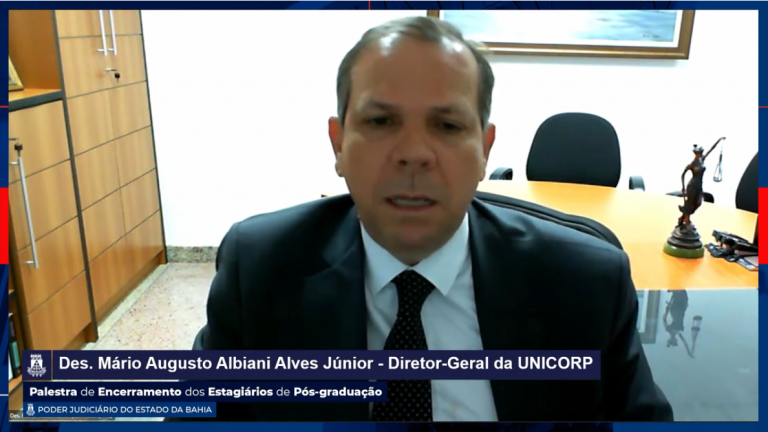 Des. Mário Augusto Albiani Alves Júnior - Diretor-Geral da UNICORP
Palestra de Encerramento dos Estagiários de Pós-graduação
PODER JUDICIÁRIO DO ESTADO DA BAHIA